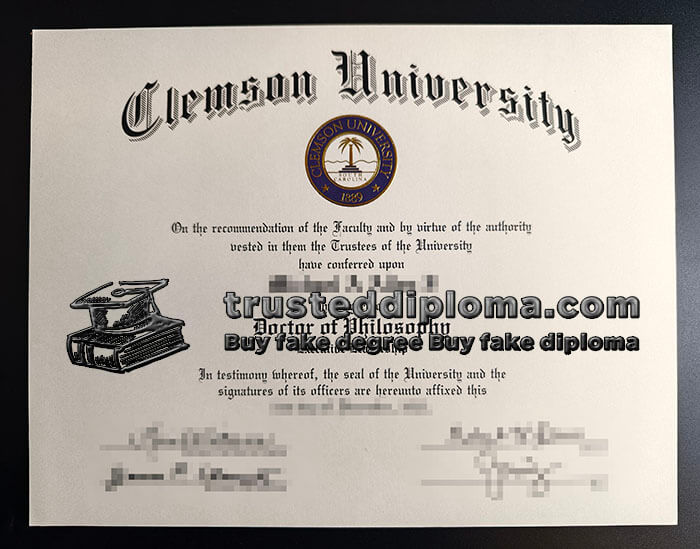 Clemson University
CLEMSON UNIVERSITY
SOUTH
CAROLINA
1889
On the recommendation of the Faculty and by virtue of the authority
vested in them the Trustees of the University
have conferred upon
trusteddiploma.com
Doctor of Philosophy
Buy fake degree Buy fake diploma
In testimony whereof, the seal of the University and the
signatures of its officers are hereunto affixed this